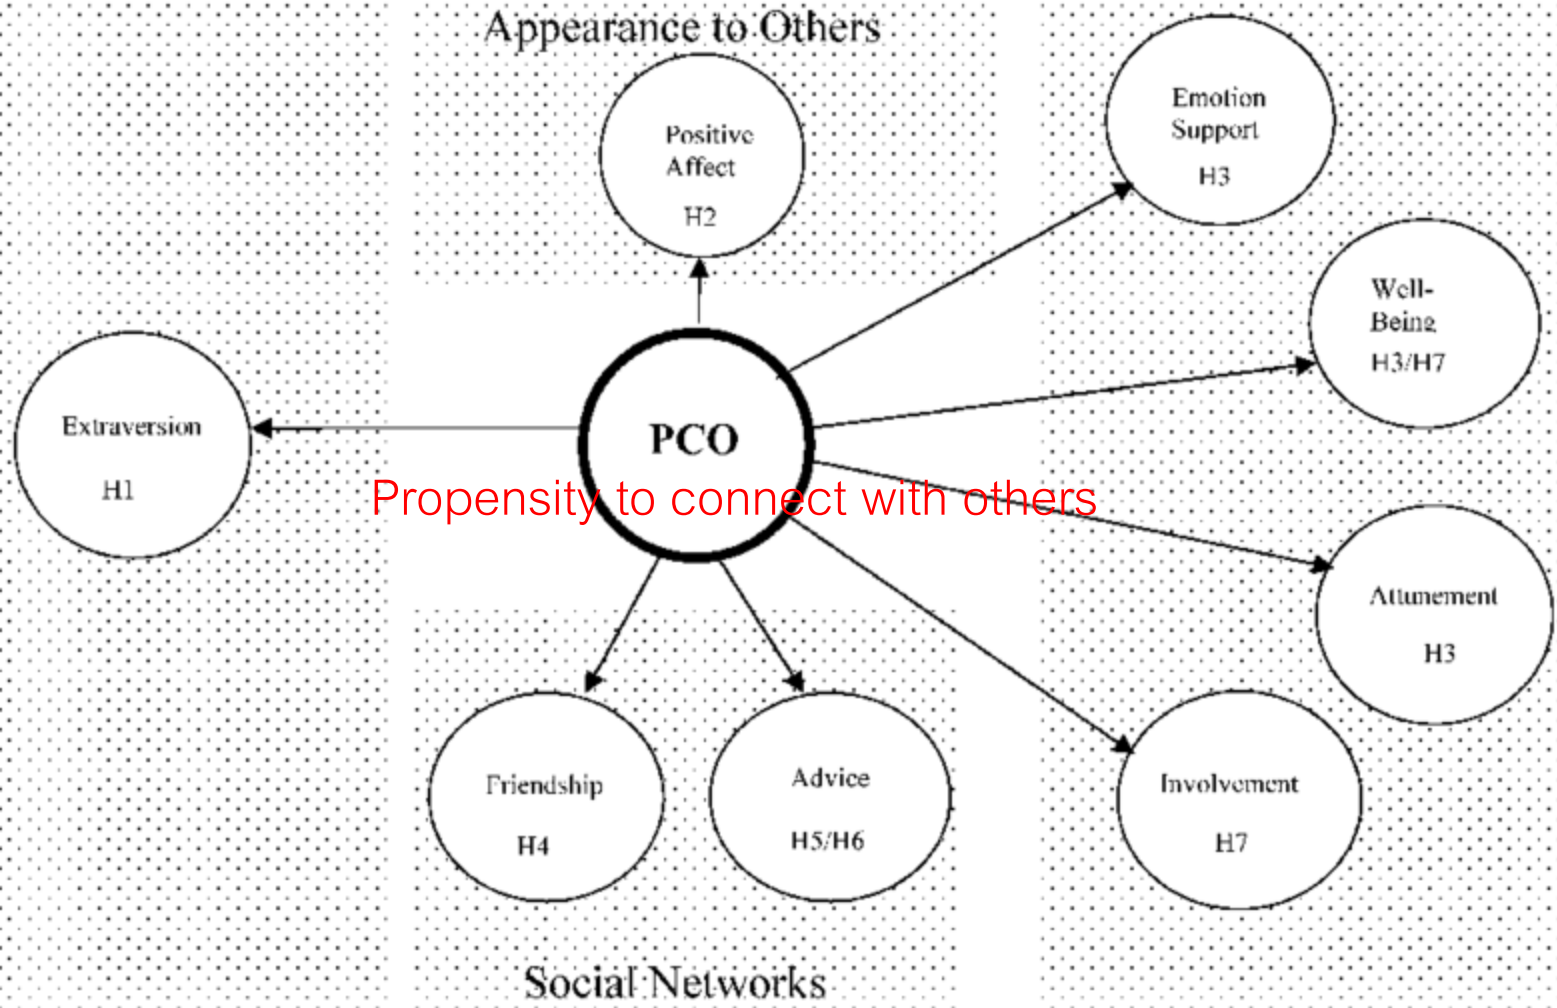 Appearance to Others
Positive
Affect
H2
Emotion
Support
H3
Well-
Being
H3/H7
Extraversion
H1
PCO
Propensity to connect with others
Attunement
H3
Friendship
H4
Advice
H5/H6
Involvement
H7
Social Networks